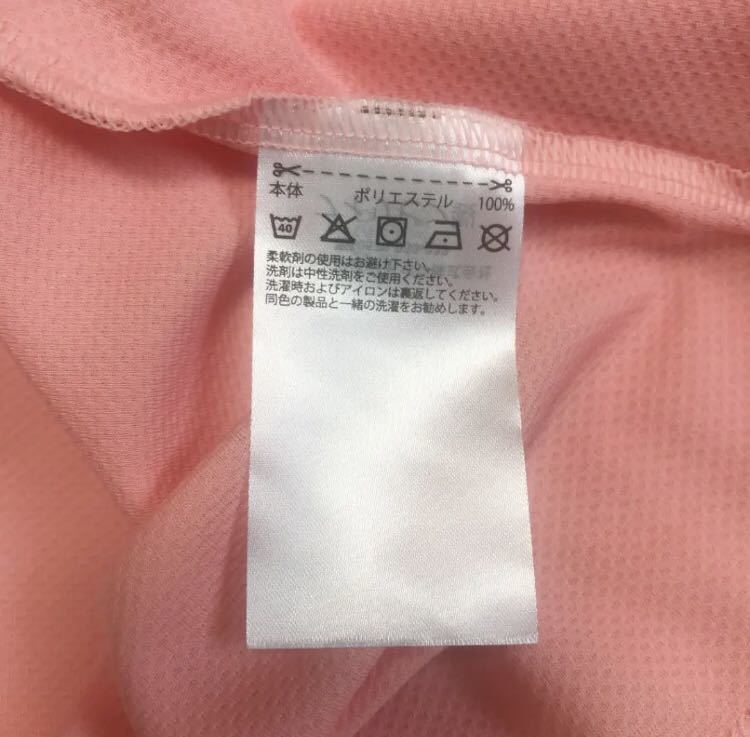 本体 ポリエステル 100%
40
柔軟剤の使用はお避け下さい。
洗剤は中性洗剤をご使用ください。
洗濯時およびアイロンは裏返してください。
同色の製品と一緒の洗濯をお勧めします。